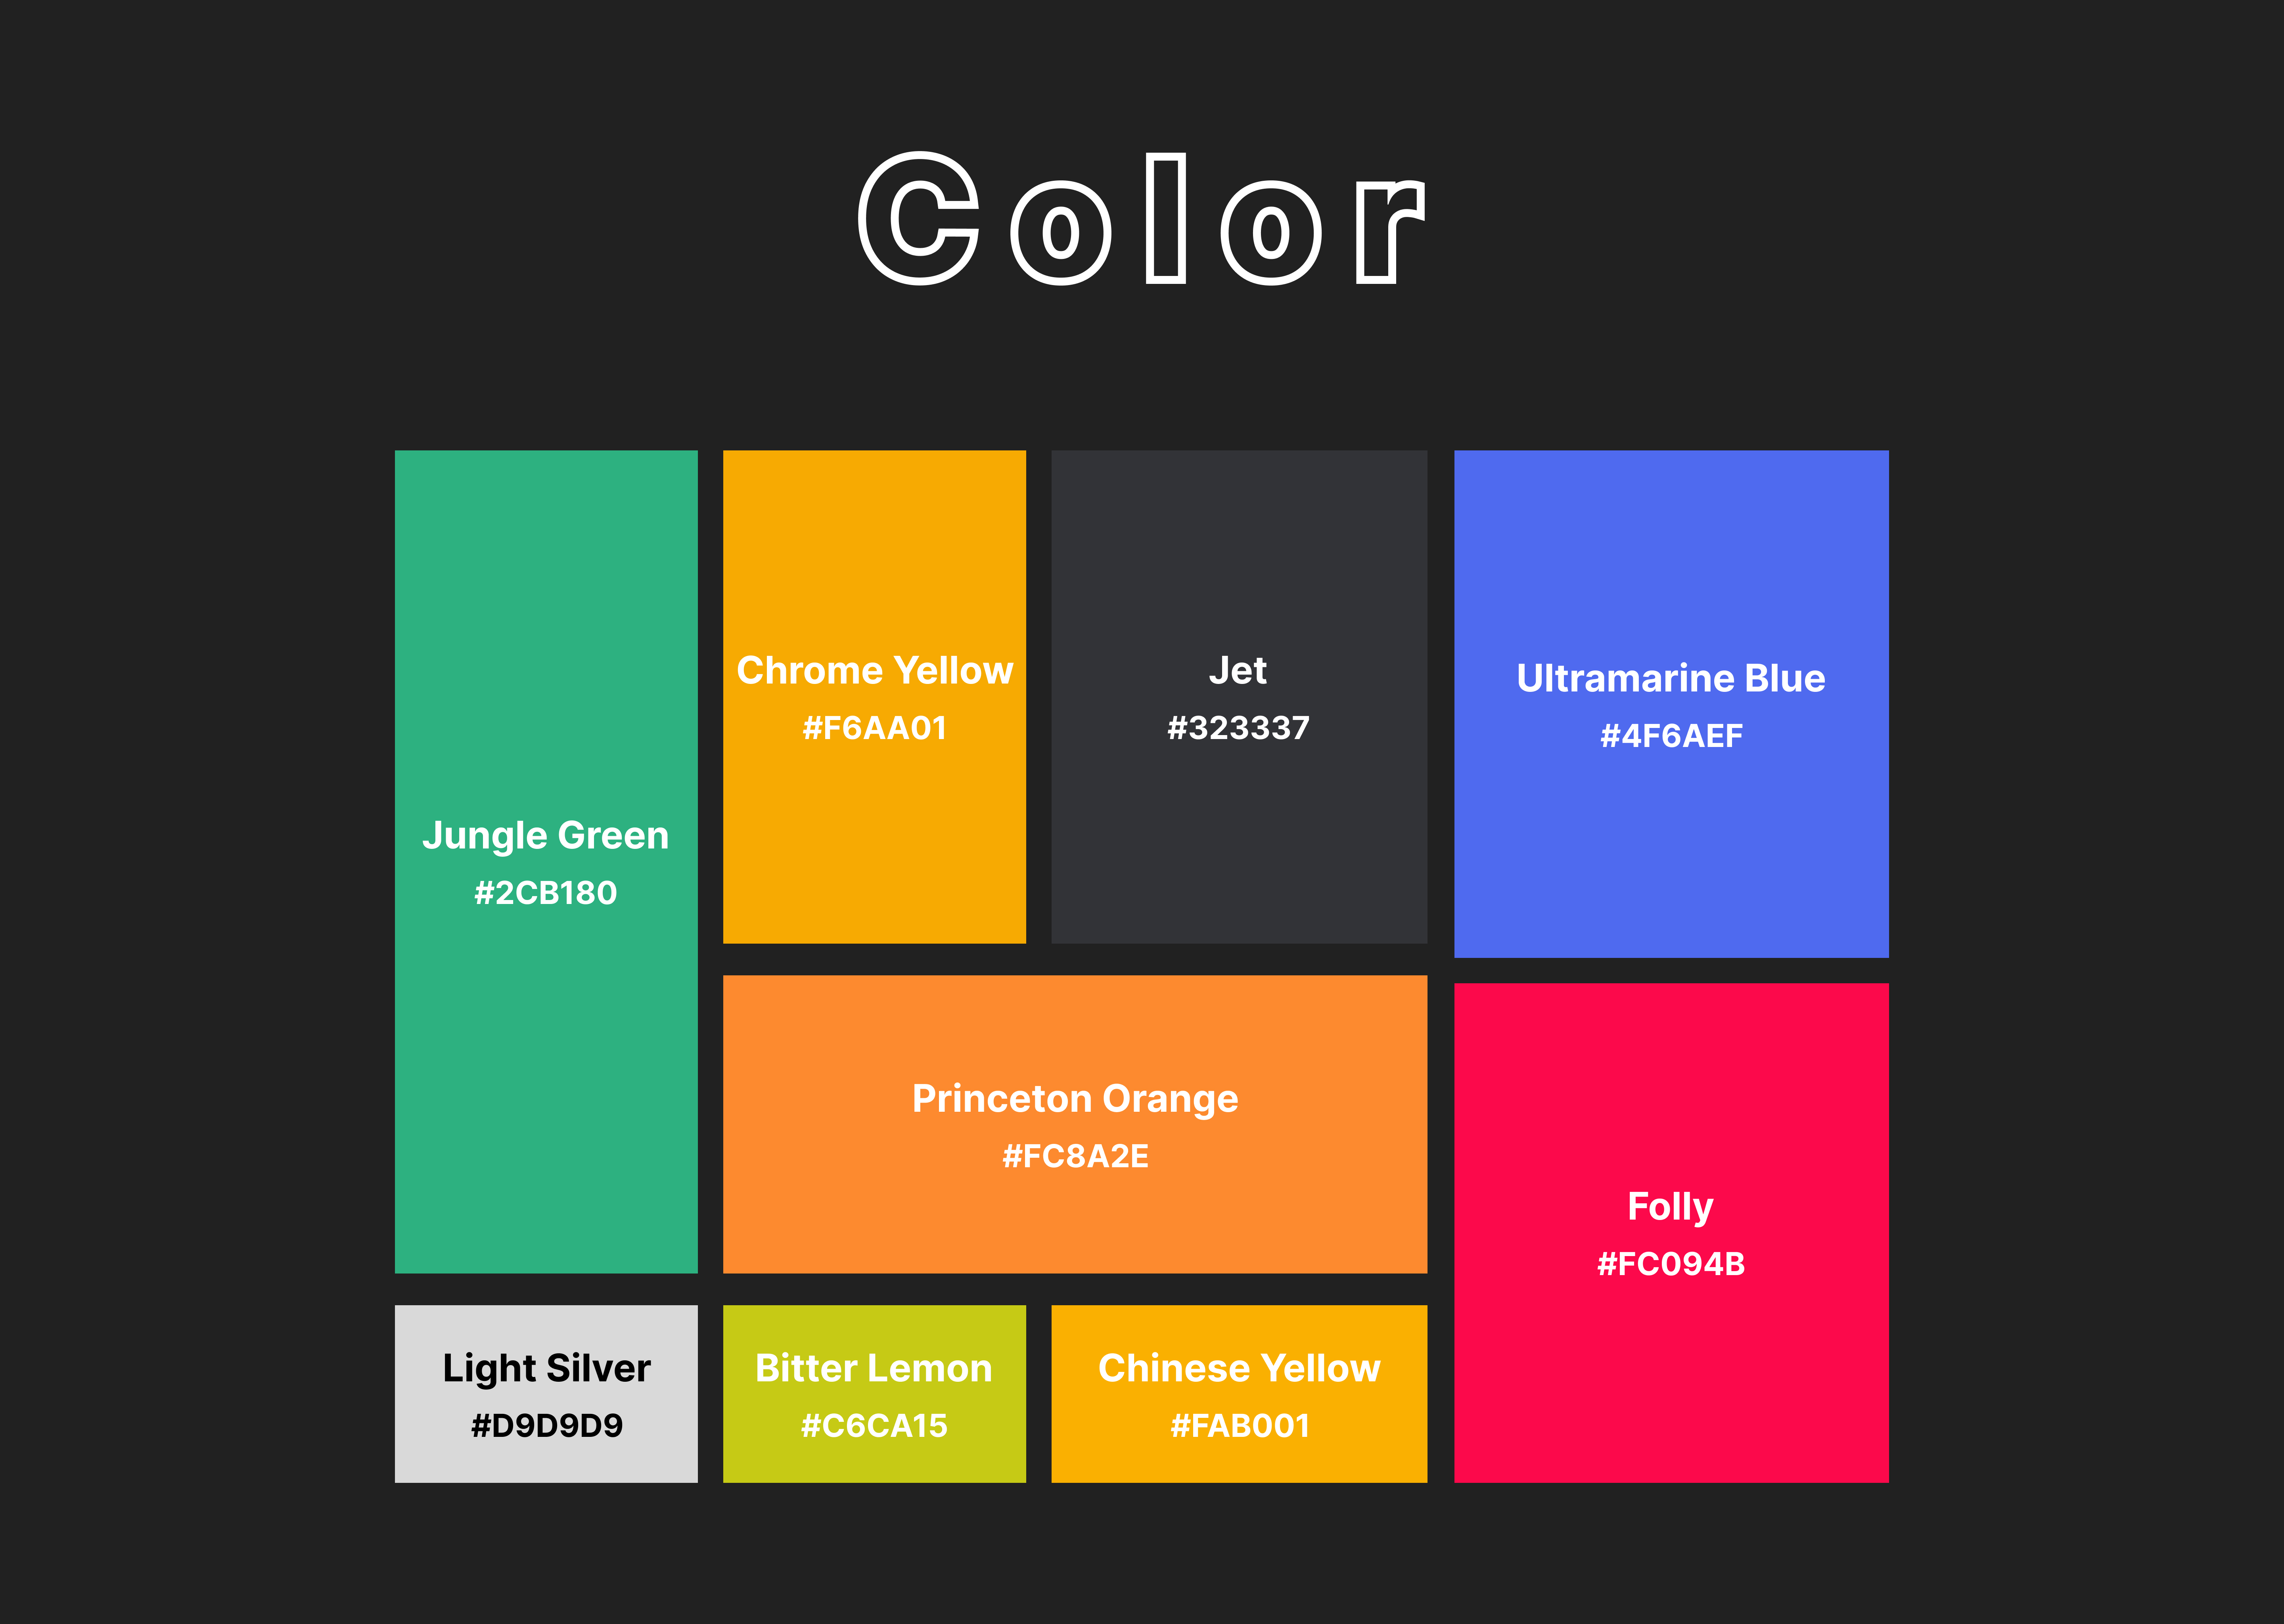 Color
Jungle Green
#2CB180
Chrome Yellow
#F6AA01
Jet
#323337
Ultramarine Blue
#4F6AEF
Princeton Orange
#FC8A2E
Folly
#FC094B
Light Silver
#D9D9D9
Bitter Lemon
#C6CA15
Chinese Yellow
#FAB001